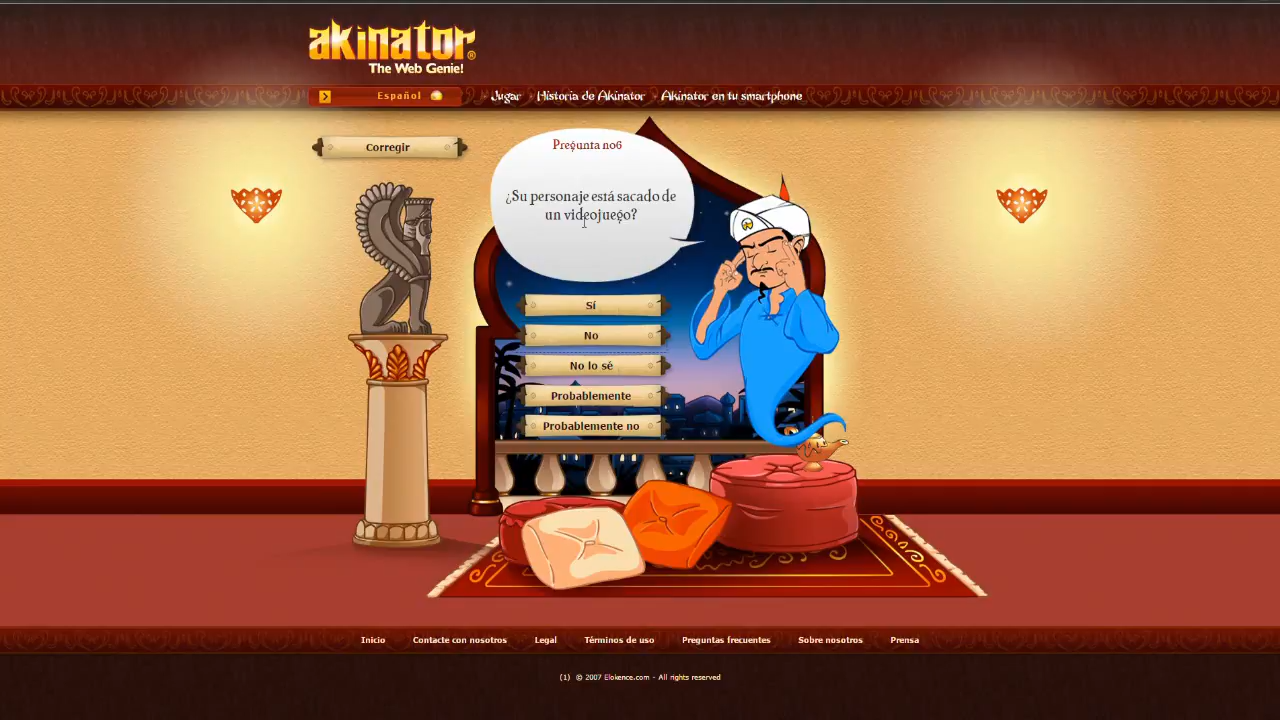 akinator®
The Web Genie!
Español
Jugar
Historia de Akinator
Akinator en tu smartphone
Corregir
Pregunta nº6
¿Su personaje está sacado de
un videojuego?
Sí
No
No lo sé
Probablemente
Probablemente no
Inicio
Contacte con nosotros
Legal
Términos de uso
Preguntas frecuentes
Sobre nosotros
Prensa
(1) © 2007 Elokence.com - All rights reserved